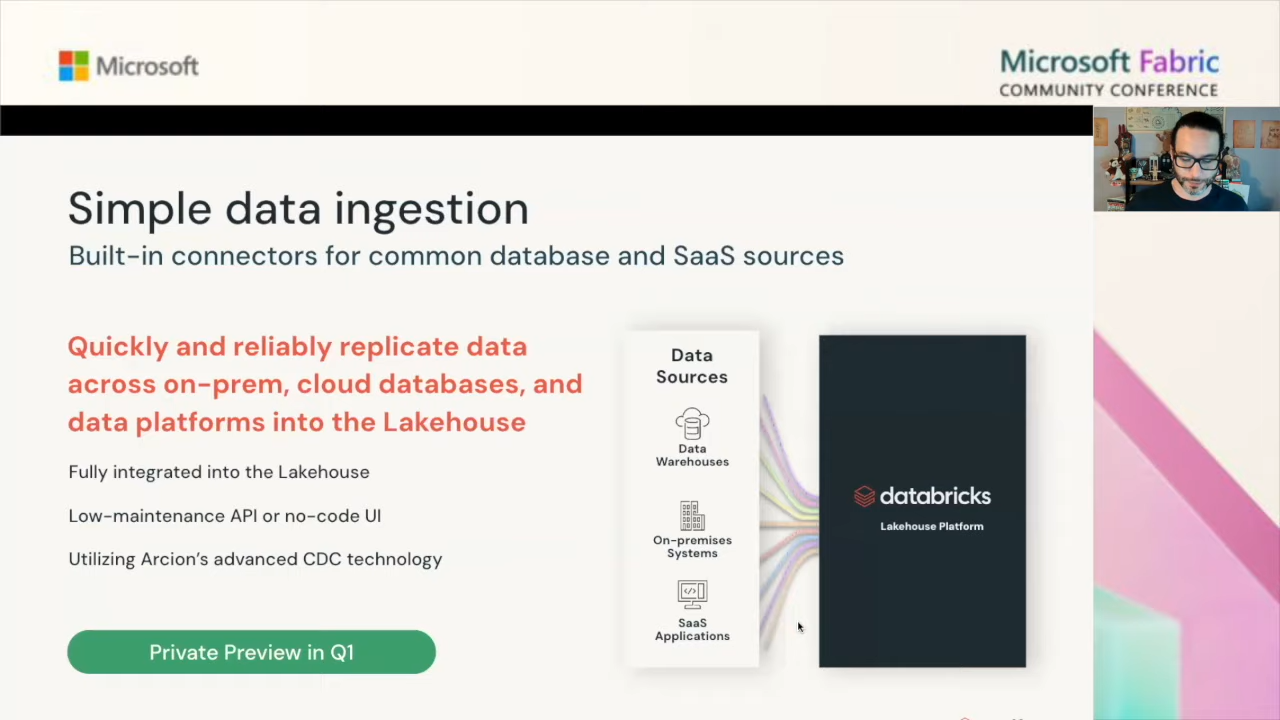 Microsoft
Microsoft Fabric
COMMUNITY CONFERENCE
Simple data ingestion
Built-in connectors for common database and SaaS sources
Quickly and reliably replicate data
across on-prem, cloud databases, and
data platforms into the Lakehouse
Fully integrated into the Lakehouse
Low-maintenance API or no-code UI
Utilizing Arcion’s advanced CDC technology
Private Preview in Q1
Data
Sources
Data
Warehouses
On-premises
Systems
SaaS
Applications
databricks
Lakehouse Platform